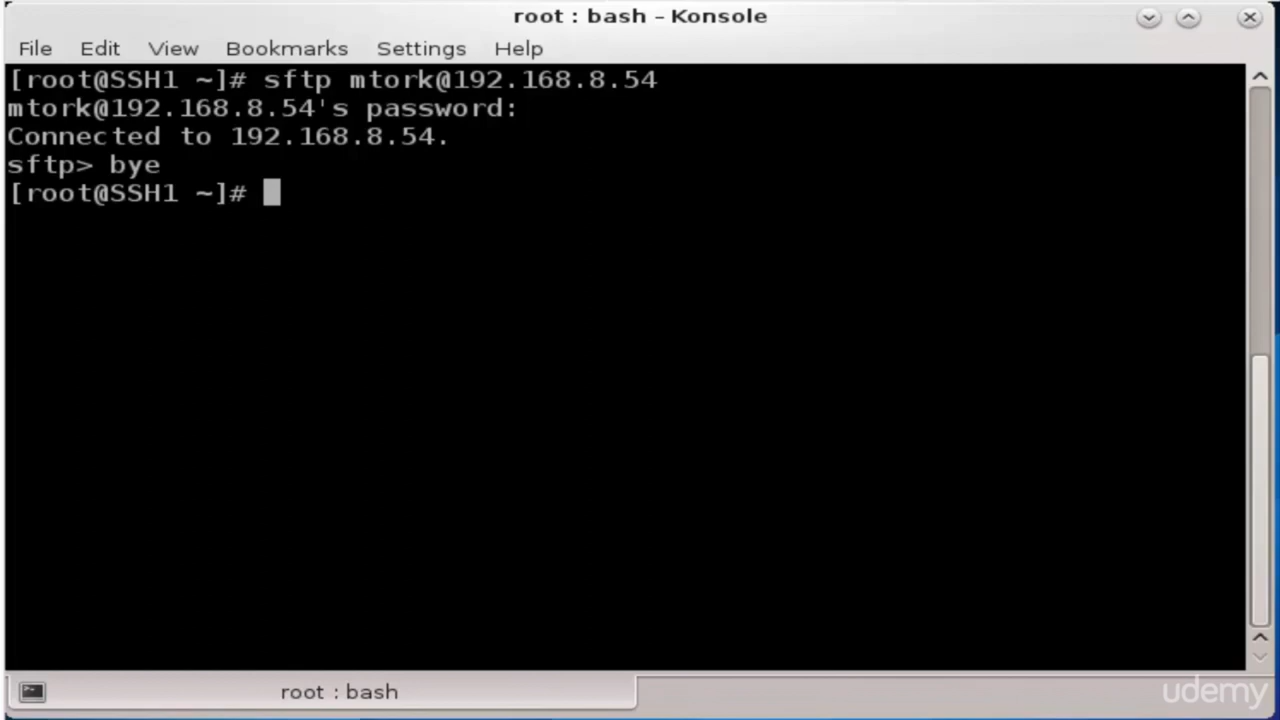 root : bash – Konsole
File Edit View Bookmarks Settings Help
[root@SSH1 ~]# sftp mtork@192.168.8.54
mtork@192.168.8.54's password:
Connected to 192.168.8.54.
sftp> bye
[root@SSH1 ~]#
root : bash
udemy